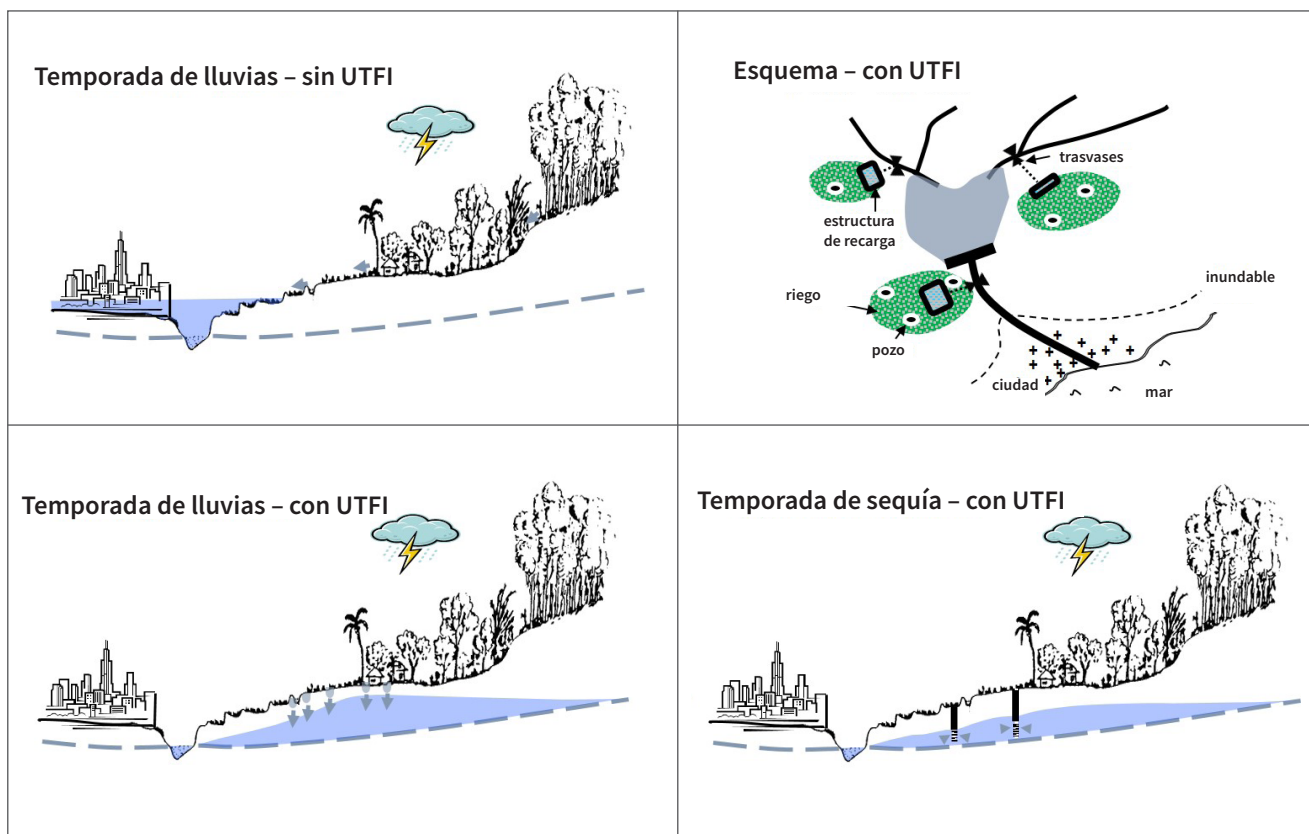 Temporada de lluvias – sin UTFI
Esquema – con UTFI
trasvases
estructura
de recarga
inundable
riego
pozo
ciudad
mar
Temporada de lluvias – con UTFI
Temporada de sequía – con UTFI